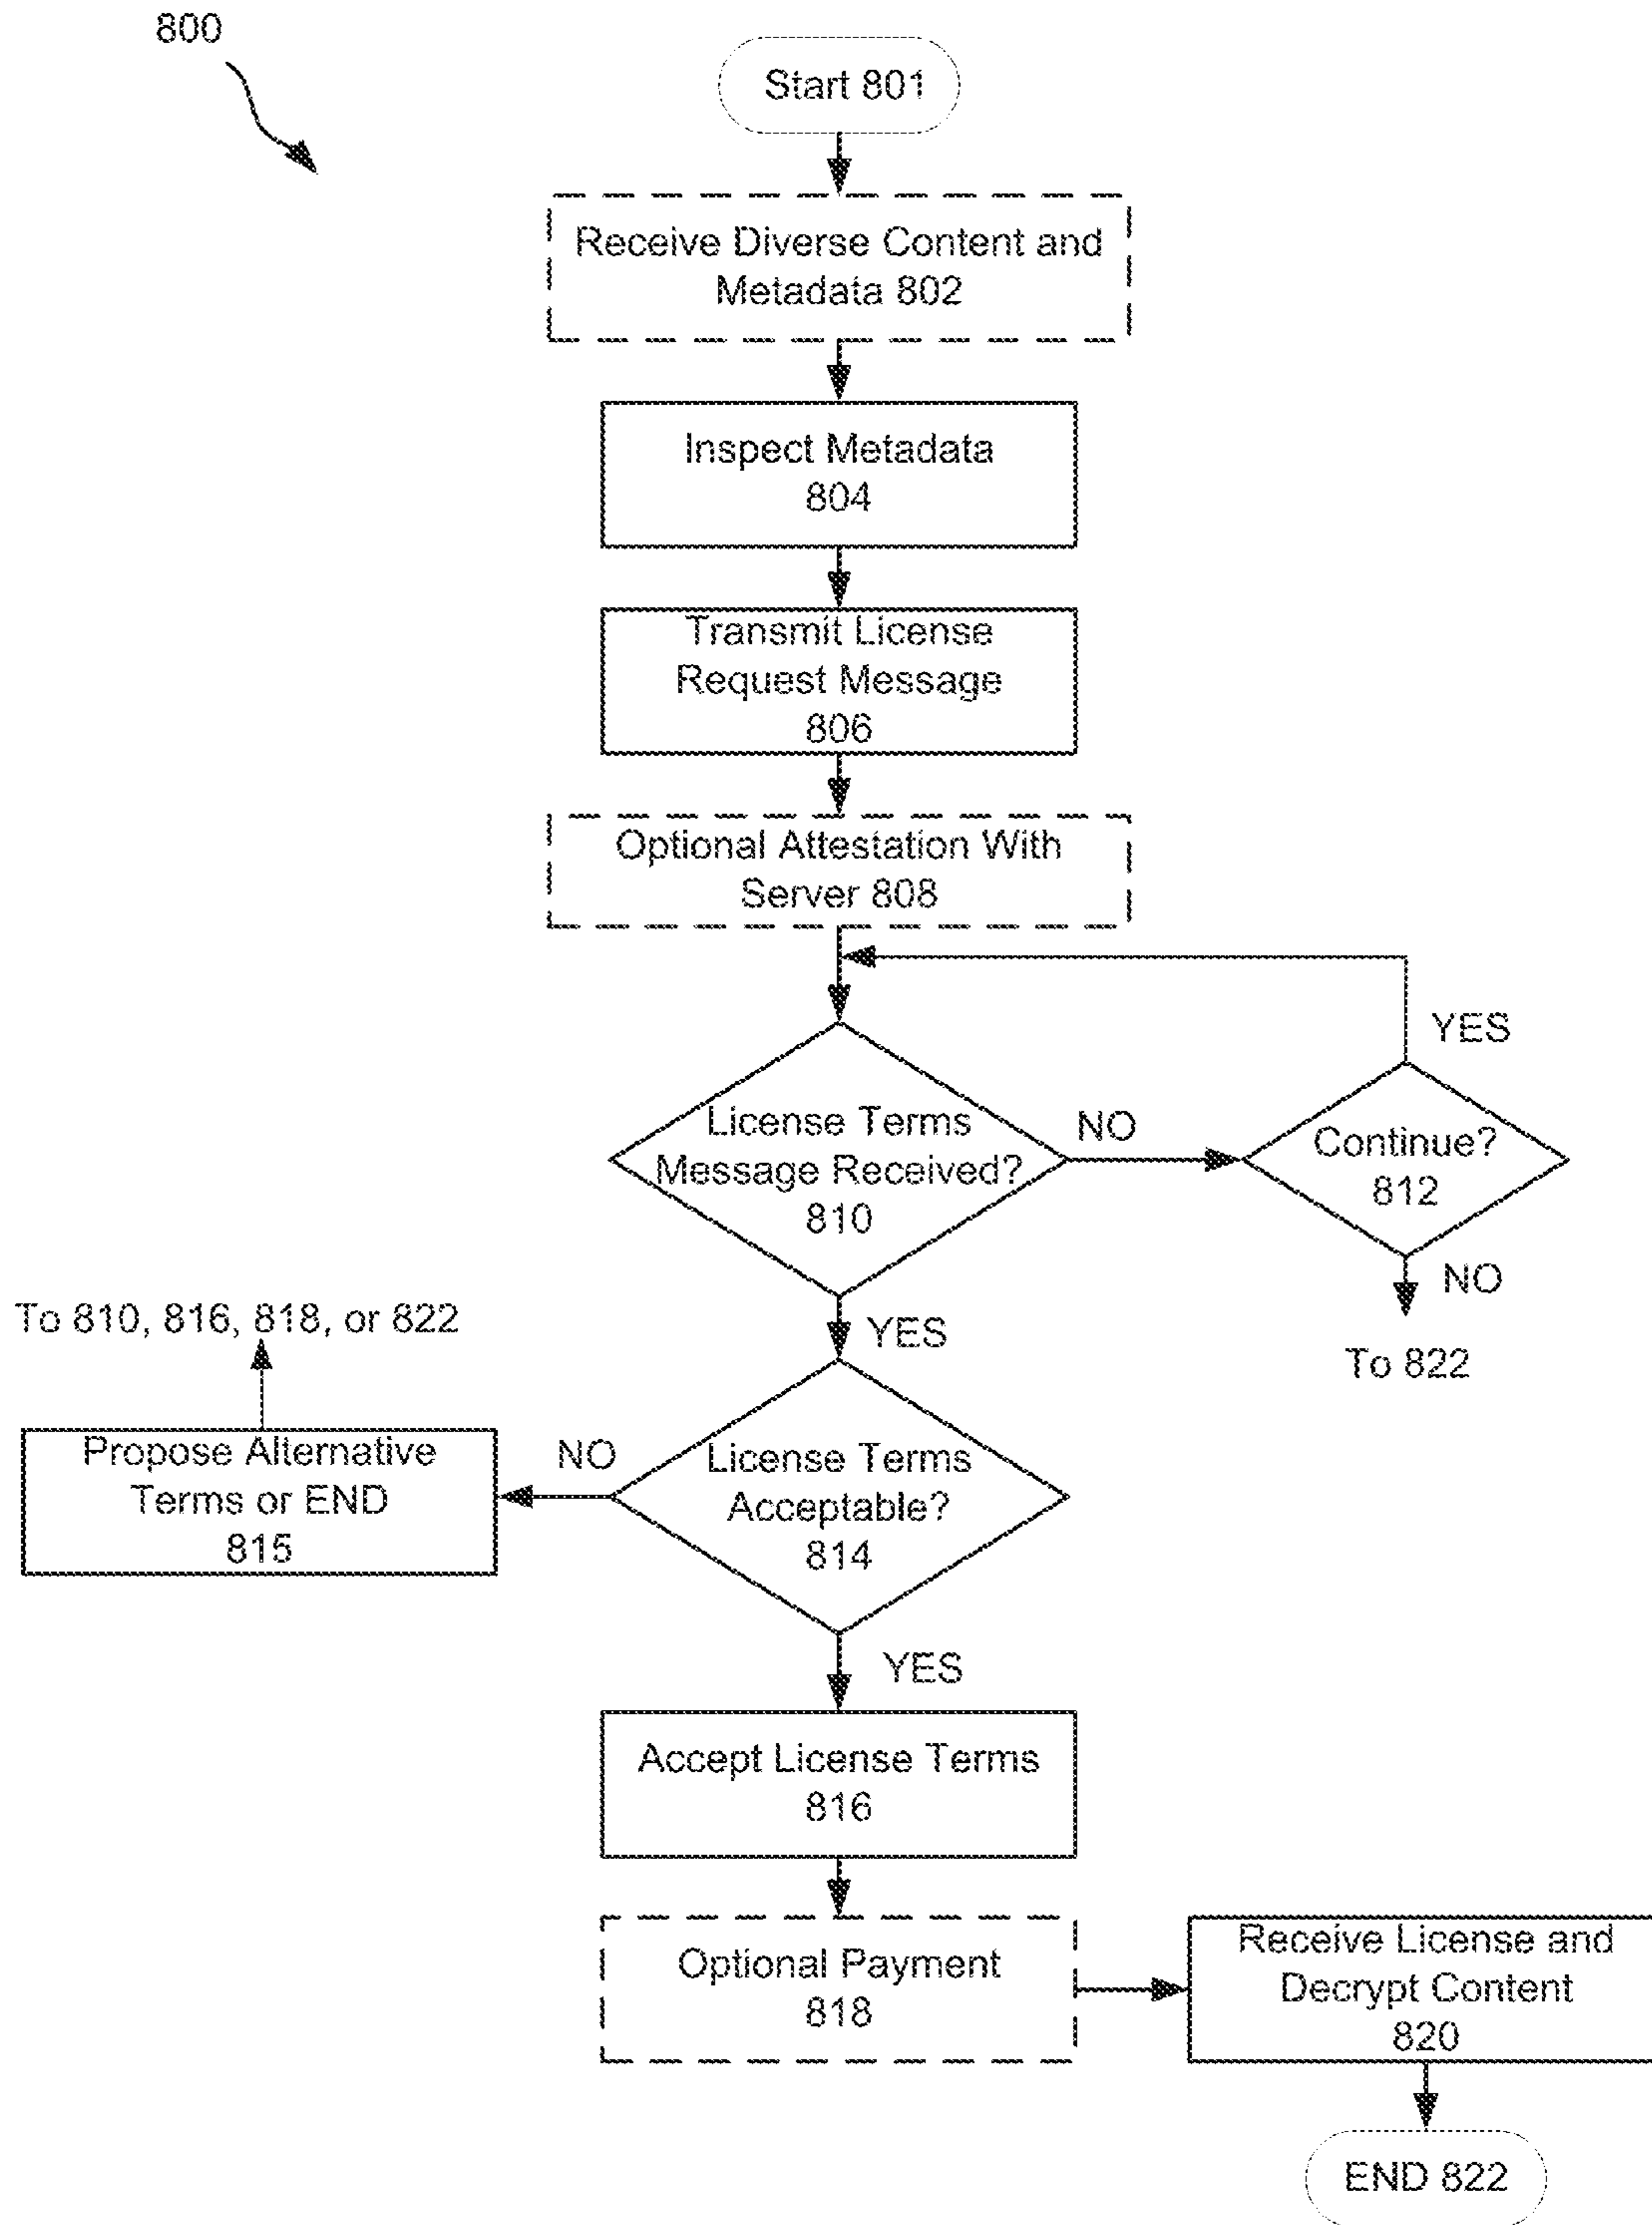 800
Start 801
Receive Diverse Content and
Metadata 802
Inspect Metadata
804
Transmit License
Request Message
806
Optional Attestation With
Server 808
YES
License Terms
Message Received?
810
NO
Continue?
812
NO
To 822
YES
To 810, 816, 818, or 822
Propose Alternative
Terms or END
815
NO
License Terms
Acceptable?
814
YES
Accept License Terms
816
Optional Payment
818
Receive License and
Decrypt Content
820
END 822